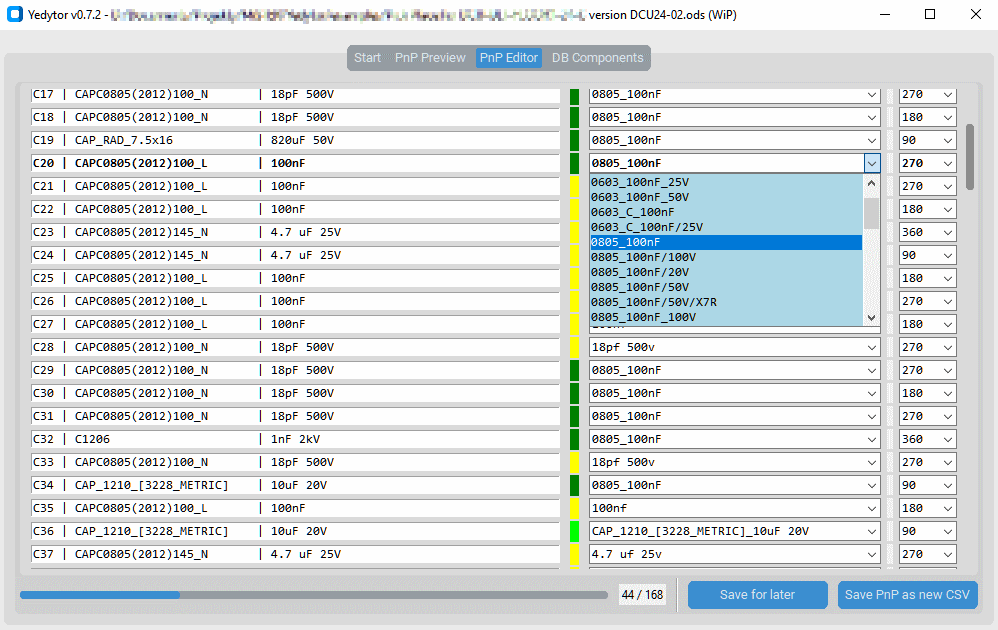 Yedytor v0.7.2 - version DCU24-02.ods (WiP)
Start PnP Preview PnP Editor DB Components
C17 | CAPC0805(2012)100_N | 18pF 500V 0805_100nF 270
C18 | CAPC0805(2012)100_N | 18pF 500V 0805_100nF 180
C19 | CAP_RAD_7.5x16 | 820uF 50V 0805_100nF 90
C20 | CAPC0805(2012)100_L | 100nF 0805_100nF 270
C21 | CAPC0805(2012)100_L | 100nF 0603_100nF_25V 270
0603_100nF_50V
C22 | CAPC0805(2012)100_L | 100nF 0603_C_100nF 180
0603_C_100nF/25V
C23 | CAPC0805(2012)145_N | 4.7 uF 25V 0805_100nF 360
C24 | CAPC0805(2012)145_N | 4.7 uF 25V 0805_100nF/100V 90
0805_100nF/20V
C25 | CAPC0805(2012)100_L | 100nF 0805_100nF/50V 180
C26 | CAPC0805(2012)100_L | 100nF 0805_100nF/50V/X7R 270
0805_100nF_100V
C27 | CAPC0805(2012)100_L | 100nF 180
C28 | CAPC0805(2012)100_N | 18pF 500V 18pf 500v 270
C29 | CAPC0805(2012)100_N | 18pF 500V 0805_100nF 270
C30 | CAPC0805(2012)100_N | 18pF 500V 0805_100nF 180
C31 | CAPC0805(2012)100_N | 18pF 500V 0805_100nF 270
C32 | C1206 | 1nF 2kV 0805_100nF 360
C33 | CAPC0805(2012)100_N | 18pF 500V 18pf 500v 270
C34 | CAP_1210_[3228_METRIC] | 10uF 20V 0805_100nF 90
C35 | CAPC0805(2012)100_L | 100nF 100nf 180
C36 | CAP_1210_[3228_METRIC] | 10uF 20V CAP_1210_[3228_METRIC]_10uF 20V 90
C37 | CAPC0805(2012)145_N | 4.7 uF 25V 4.7 uf 25v 270
44 / 168 Save for later Save PnP as new CSV